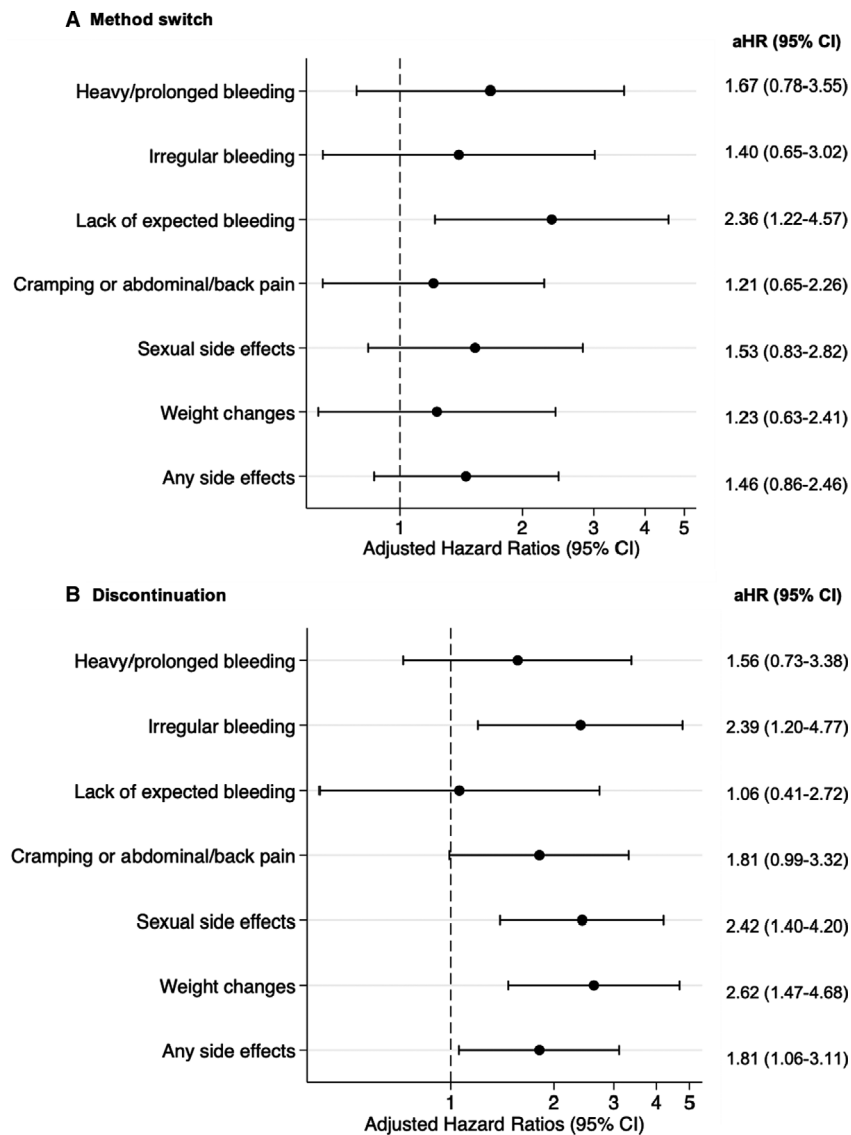 A Method switch
aHR (95% CI)
Heavy/prolonged bleeding 1.67 (0.78-3.55)
Irregular bleeding 1.40 (0.65-3.02)
Lack of expected bleeding 2.36 (1.22-4.57)
Cramping or abdominal/back pain 1.21 (0.65-2.26)
Sexual side effects 1.53 (0.83-2.82)
Weight changes 1.23 (0.63-2.41)
Any side effects 1.46 (0.86-2.46)
1 2 3 4 5
Adjusted Hazard Ratios (95% CI)
B Discontinuation aHR (95% CI)
Heavy/prolonged bleeding 1.56 (0.73-3.38)
Irregular bleeding 2.39 (1.20-4.77)
Lack of expected bleeding 1.06 (0.41-2.72)
Cramping or abdominal/back pain 1.81 (0.99-3.32)
Sexual side effects 2.42 (1.40-4.20)
Weight changes 2.62 (1.47-4.68)
Any side effects 1.81 (1.06-3.11)
1 2 3 4 5
Adjusted Hazard Ratios (95% CI)